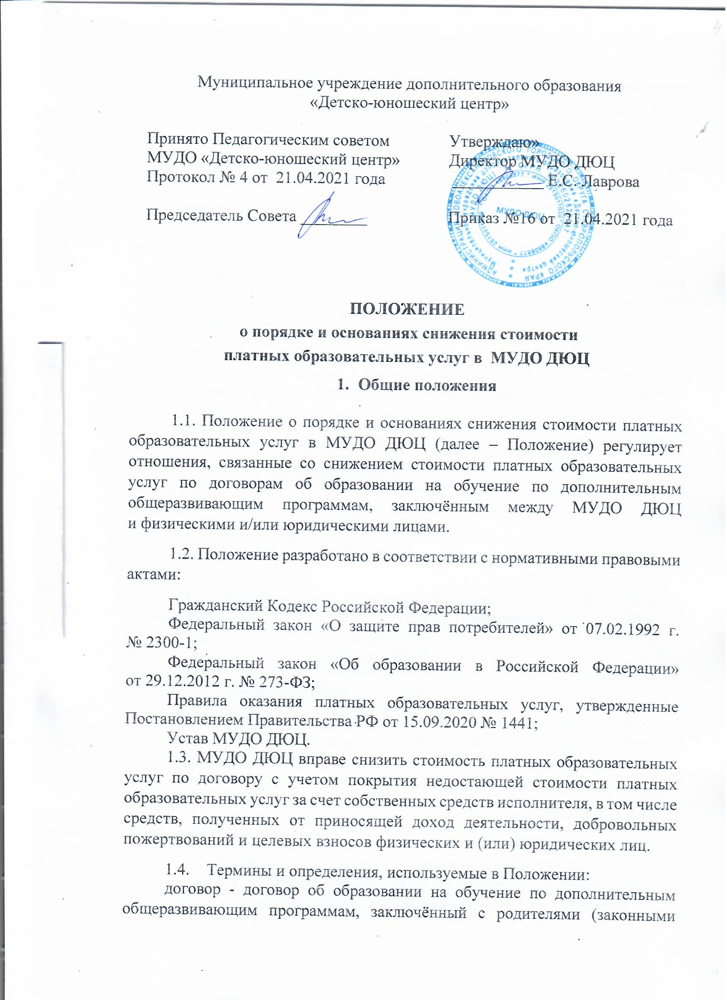 Муниципальное учреждение дополнительного образования
«Детско-юношеский центр»
Принято Педагогическим советом
МУДО «Детско-юношеский центр»
Протокол № 4 от 21.04.2021 года
Председатель Совета
Утверждаю»
Директор МУДО ДЮЦ
Е.С. Лаврова
Приказ №16 от 21.04.2021 года
АДМИНИСТРАЦИЯ НОВОАЛЕКСАНДРОВСКОГО ГОРОДСКОГО ОКРУГА СТАВРОПОЛЬСКОГО КРАЯ
МУДО ДЮЦ
ПОЛОЖЕНИЕ
о порядке и основаниях снижения стоимости
платных образовательных услуг в МУДО ДЮЦ
1. Общие положения
1.1. Положение о порядке и основаниях снижения стоимости платных
образовательных услуг в МУДО ДЮЦ (далее – Положение) регулирует
отношения, связанные со снижением стоимости платных образовательных
услуг по договорам об образовании на обучение по дополнительным
общеразвивающим программам, заключённым между МУДО ДЮЦ
и физическими и/или юридическими лицами.
1.2. Положение разработано в соответствии с нормативными правовыми
актами:
Гражданский Кодекс Российской Федерации;
Федеральный закон «О защите прав потребителей» от 07.02.1992 г.
№ 2300-1;
Федеральный закон «Об образовании в Российской Федерации»
от 29.12.2012 г. № 273-ФЗ;
Правила оказания платных образовательных услуг, утвержденные
Постановлением Правительства РФ от 15.09.2020 № 1441;
Устав МУДО ДЮЦ.
1.3. МУДО ДЮЦ вправе снизить стоимость платных образовательных
услуг по договору с учетом покрытия недостающей стоимости платных
образовательных услуг за счет собственных средств исполнителя, в том числе
средств, полученных от приносящей доход деятельности, добровольных
пожертвований и целевых взносов физических и (или) юридических лиц.
1.4. Термины и определения, используемые в Положении:
договор - договор об образовании на обучение по дополнительным
общеразвивающим программам, заключённый с родителями (законными